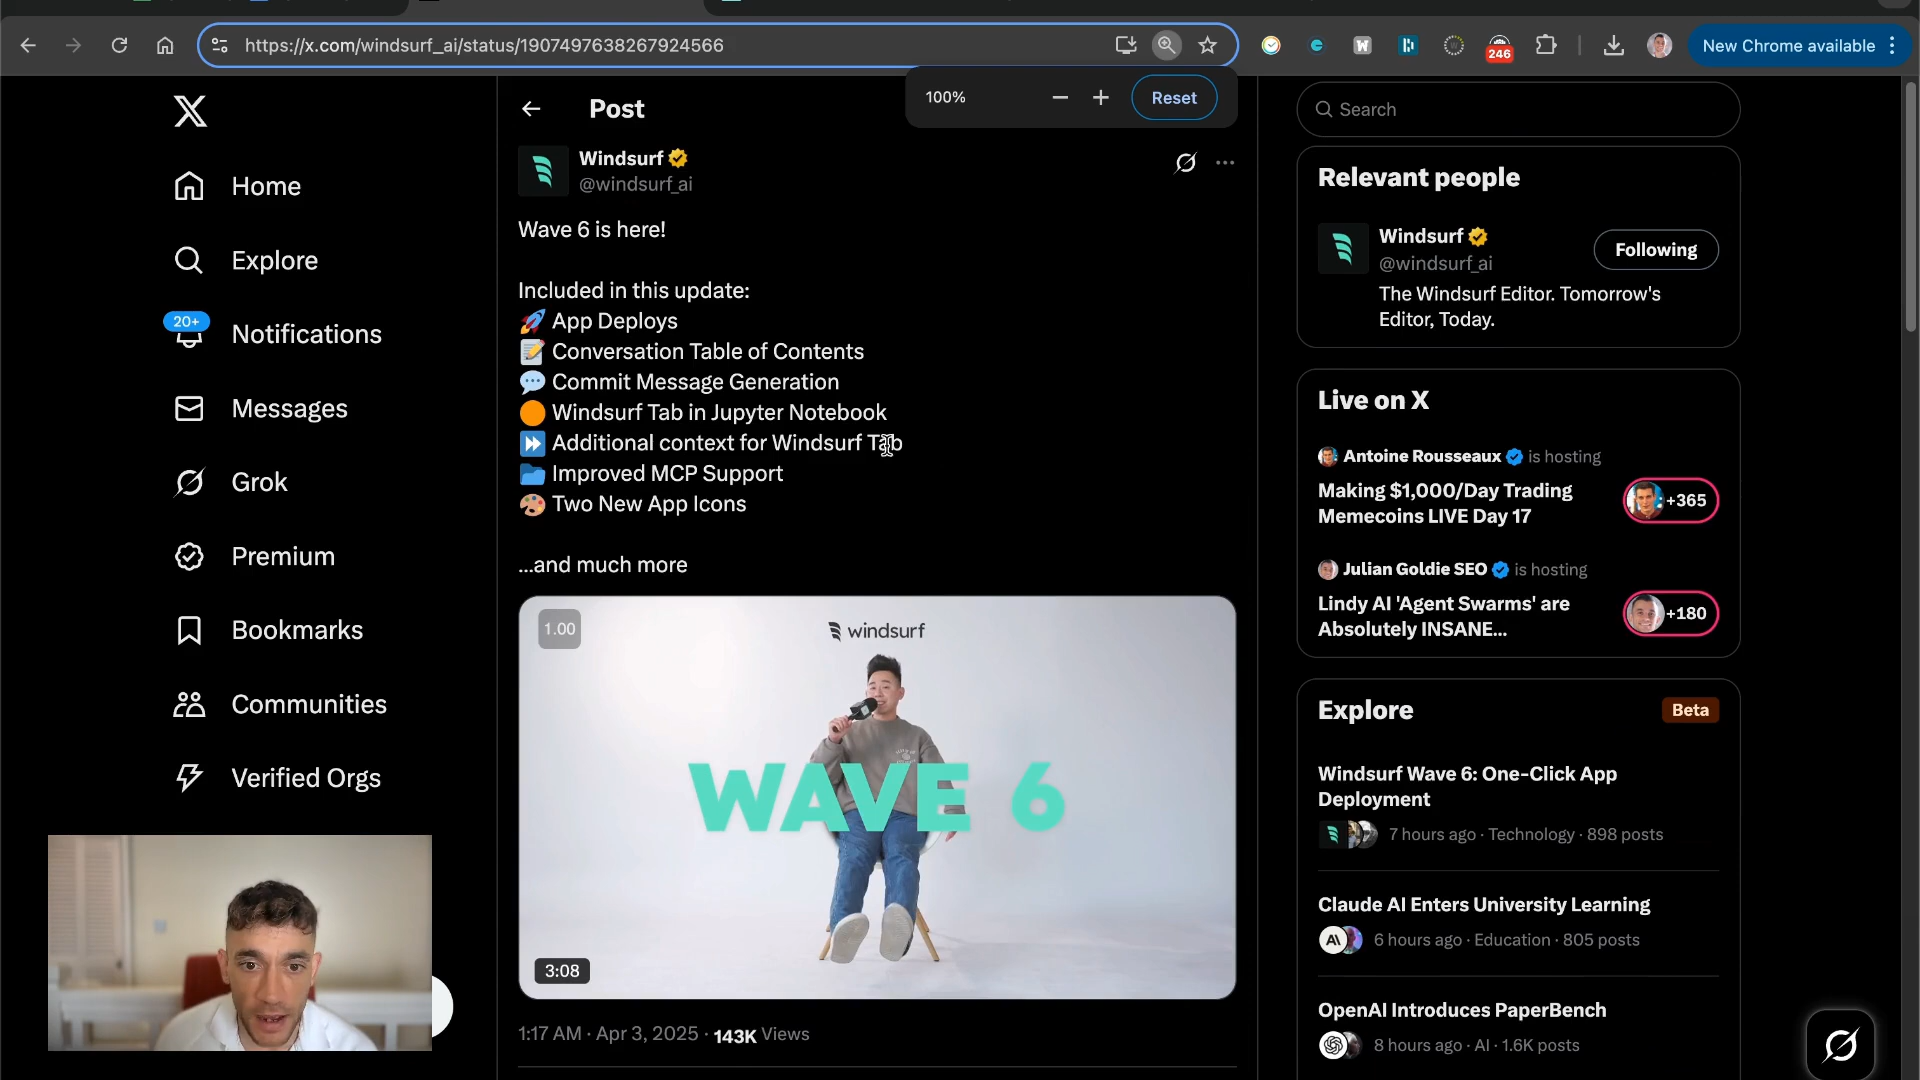 https://x.com/windsurf_ai/status/1907497638267924566
246
New Chrome available
100%
Reset
Home
Explore
20+
Notifications
Messages
Grok
Premium
Bookmarks
Communities
Verified Orgs
Post
Windsurf
@windsurf_ai
Wave 6 is here!
Included in this update:
🚀 App Deploys
📝 Conversation Table of Contents
💬 Commit Message Generation
🟠 Windsurf Tab in Jupyter Notebook
⏩ Additional context for Windsurf Tab
📂 Improved MCP Support
🎨 Two New App Icons
...and much more
1.00
windsurf
WAVE 6
3:08
1:17 AM · Apr 3, 2025 · 143K Views
Search
Relevant people
Windsurf
@windsurf_ai
Following
The Windsurf Editor. Tomorrow's
Editor, Today.
Live on X
Antoine Rousseaux is hosting
Making $1,000/Day Trading
Memecoins LIVE Day 17
+365
Julian Goldie SEO is hosting
Lindy AI 'Agent Swarms' are
Absolutely INSANE...
+180
Explore
Beta
Windsurf Wave 6: One-Click App
Deployment
7 hours ago · Technology · 898 posts
Claude AI Enters University Learning
6 hours ago · Education · 805 posts
OpenAI Introduces PaperBench
8 hours ago · AI · 1.6K posts